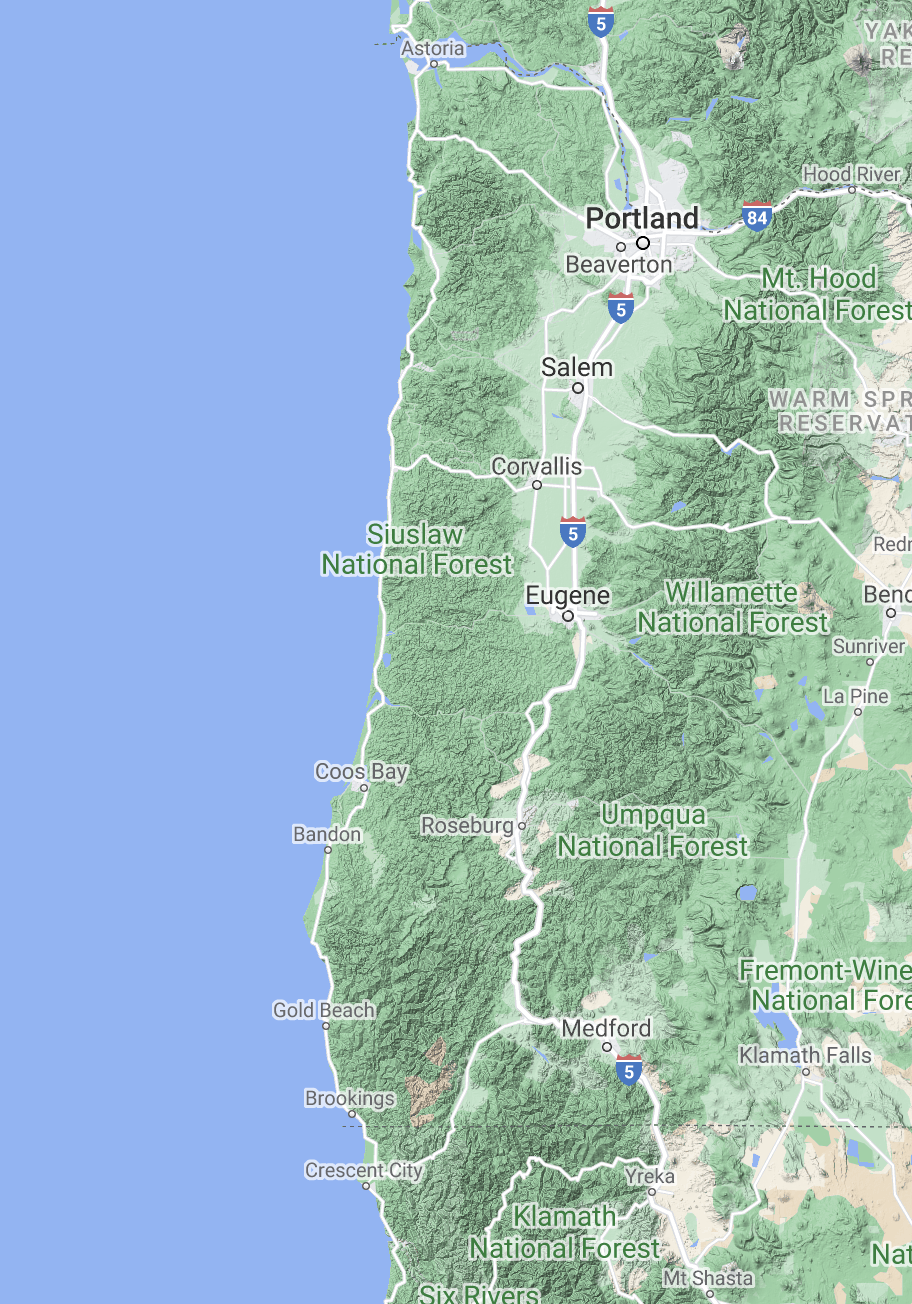 5
YAK
RE
Astoria
Hood River
84
Portland
Beaverton
Mt. Hood
National Forest
5
Salem
WARM SPR
RESERVAT
Corvallis
5
Siuslaw
National Forest
Redr
Eugene
Willamette
National Forest
Bend
Sunriver
La Pine
Coos Bay
Umpqua
National Forest
Roseburg
Bandon
Fremont-Wine
National Fore
Gold Beach
Medford
Klamath Falls
5
Brookings
Crescent City
Yreka
Klamath
National Forest
Nat
Mt Shasta
Six Rivers